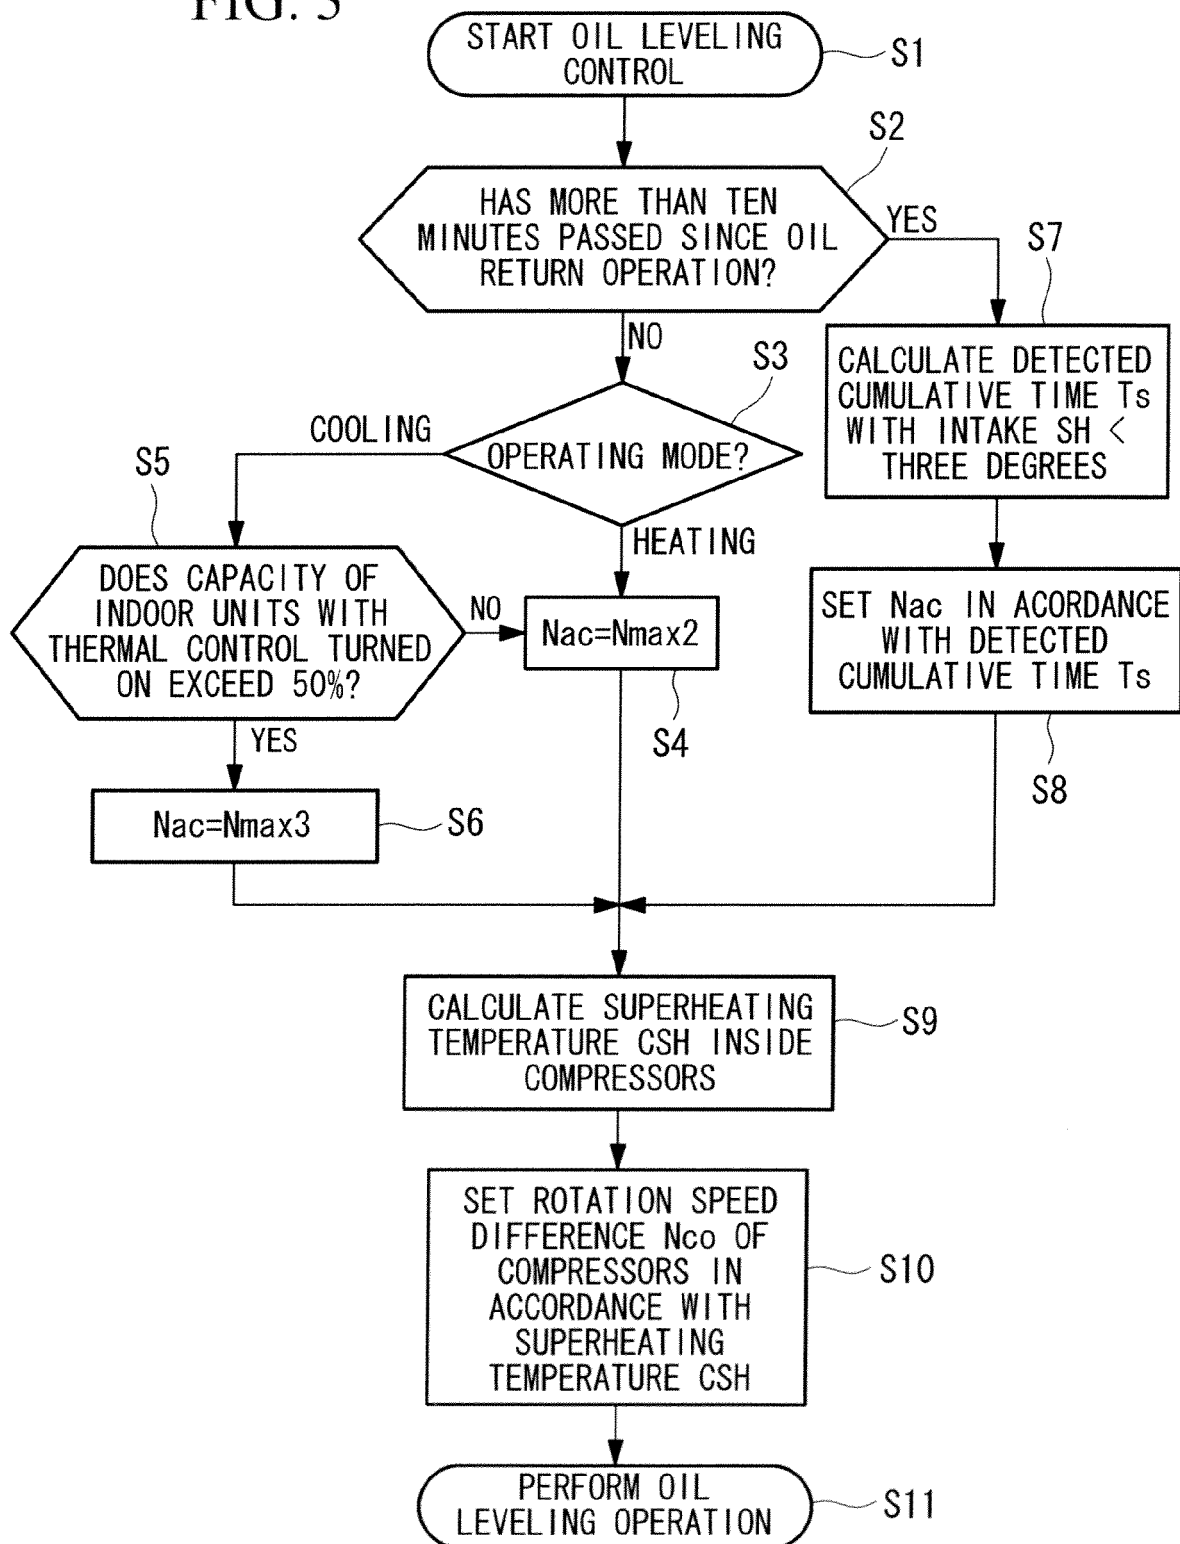 FIG. 5
START OIL LEVELING
CONTROL
S1
S2
HAS MORE THAN TEN
MINUTES PASSED SINCE OIL
RETURN OPERATION?
YES
NO
S7
CALCULATE DETECTED
CUMULATIVE TIME Ts
WITH INTAKE SH <
THREE DEGREES
S3
OPERATING MODE?
COOLING
HEATING
S5
DOES CAPACITY OF
INDOOR UNITS WITH
THERMAL CONTROL TURNED
ON EXCEED 50%?
NO
YES
Nac=Nmax2
S4
SET Nac IN ACORDANCE
WITH DETECTED
CUMULATIVE TIME Ts
S8
Nac=Nmax3
S6
CALCULATE SUPERHEATING
TEMPERATURE CSH INSIDE
COMPRESSORS
S9
SET ROTATION SPEED
DIFFERENCE Nco OF
COMPRESSORS IN
ACCORDANCE WITH
SUPERHEATING
TEMPERATURE CSH
S10
PERFORM OIL
LEVELING OPERATION
S11